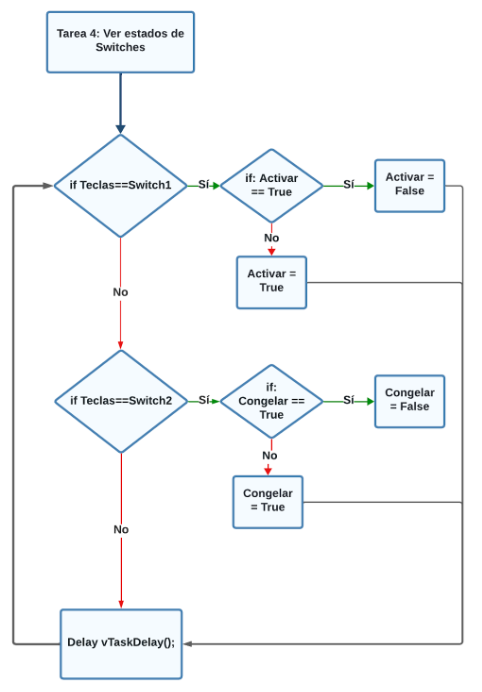 Tarea 4: Ver estados de
Switches
if Teclas==Switch1
Sí
if: Activar
== True
Sí
Activar =
False
No
Activar =
True
No
if Teclas==Switch2
Sí
if:
Congelar ==
True
Sí
Congelar
= False
No
Congelar
= True
No
Delay vTaskDelay();